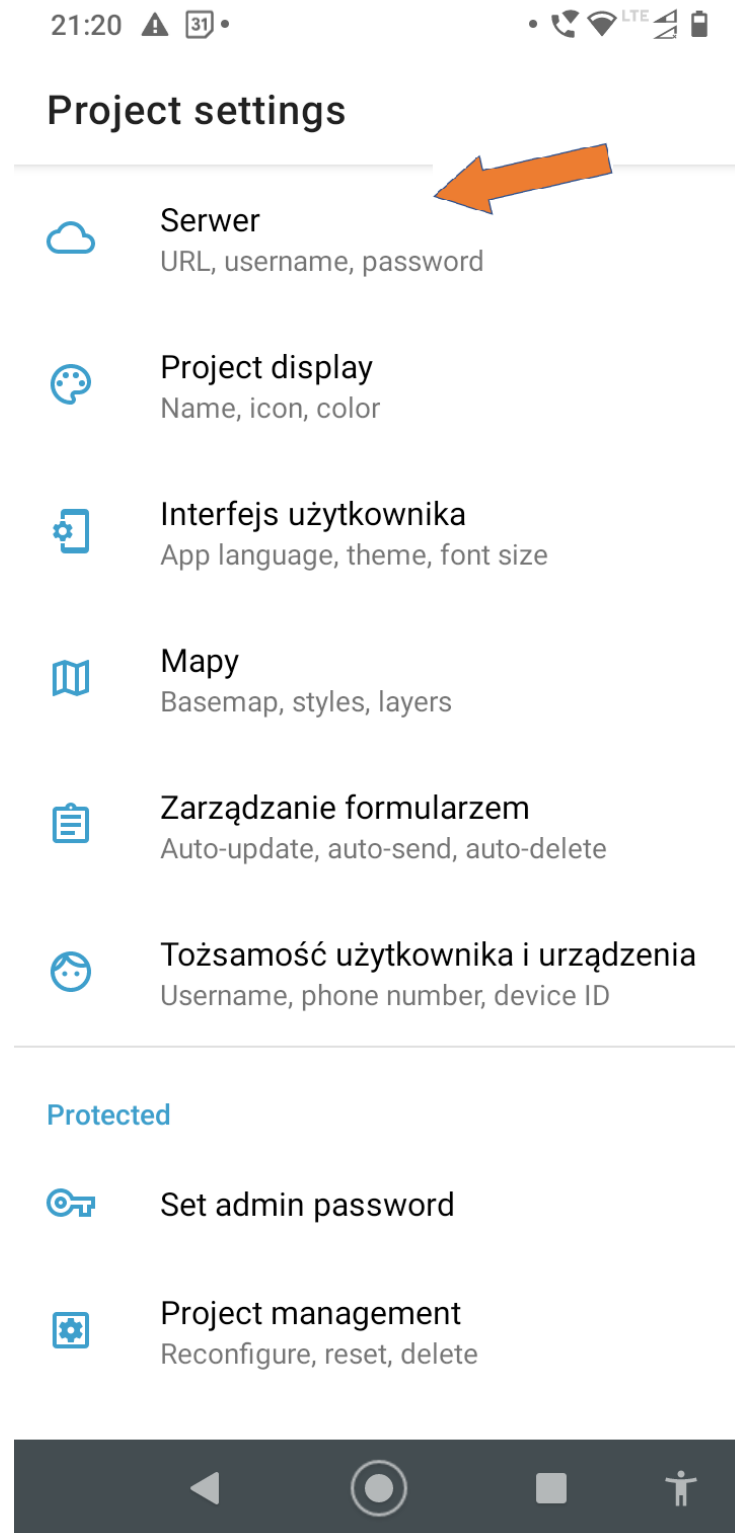 21:20 31 LTE
Project settings
Serwer
URL, username, password
Project display
Name, icon, color
Interfejs użytkownika
App language, theme, font size
Mapy
Basemap, styles, layers
Zarządzanie formularzem
Auto-update, auto-send, auto-delete
Tożsamość użytkownika i urządzenia
Username, phone number, device ID
Protected
Set admin password
Project management
Reconfigure, reset, delete